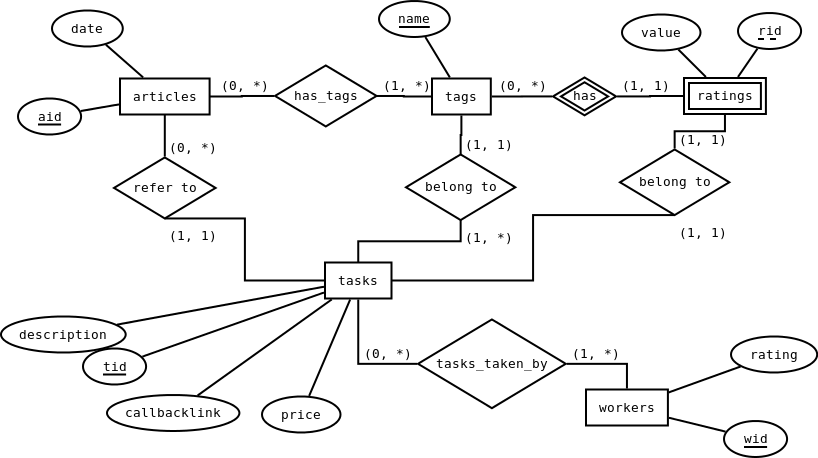 name
date
value
rid
(0, *)
(1, *)
(0, *)
(1, 1)
articles
has_tags
tags
has
ratings
aid
(0, *)
(1, 1)
(1, 1)
refer to
belong to
belong to
(1, 1)
(1, *)
(1, 1)
tasks
description
tid
(0, *)
(1, *)
rating
tasks_taken_by
callbacklink
price
workers
wid